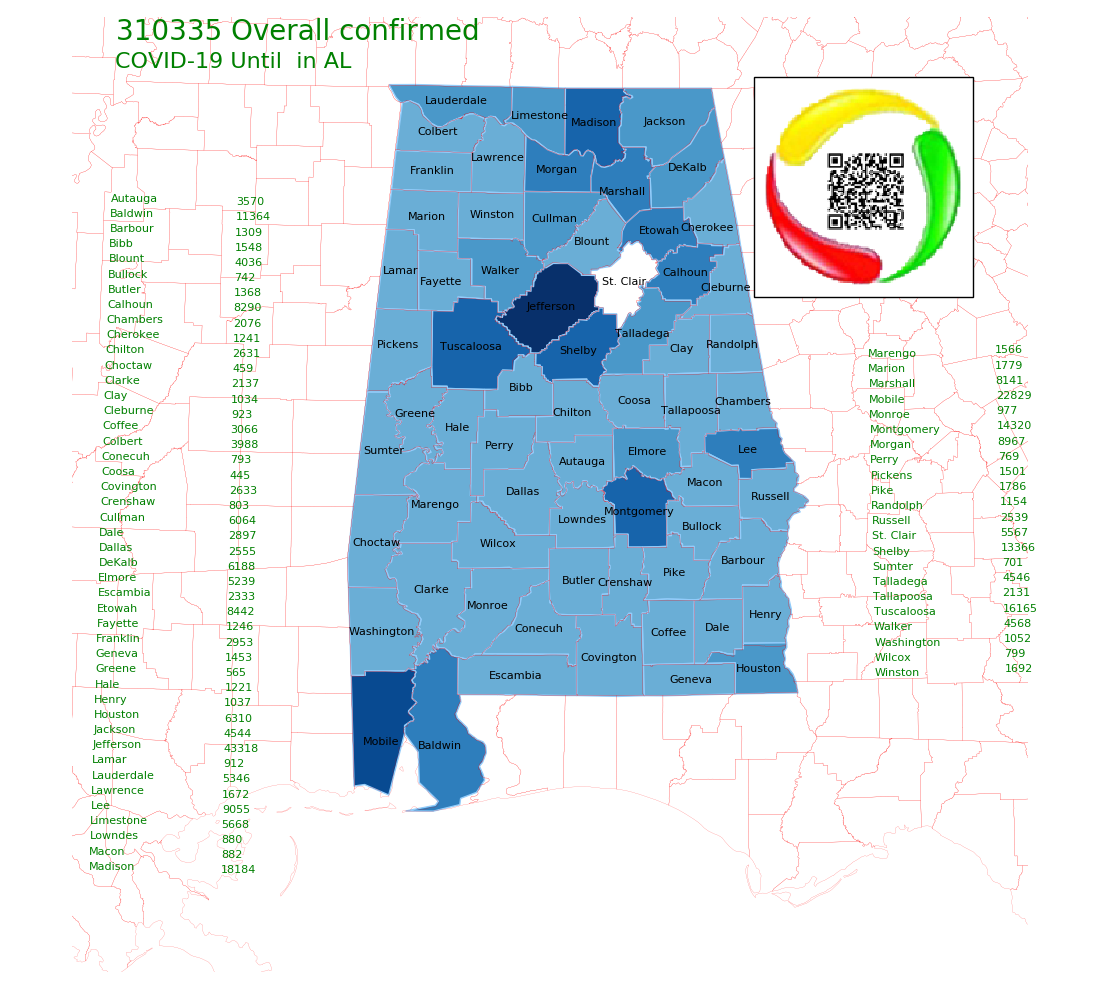 310335 Overall confirmed
COVID-19 Until  in AL
Autauga 3570
Baldwin 11364
Barbour 1309
Bibb 1548
Blount 4036
Bullock 742
Butler 1368
Calhoun 8290
Chambers 2076
Cherokee 1241
Chilton 2631
Choctaw 459
Clarke 2137
Clay 1034
Cleburne 923
Coffee 3066
Colbert 3988
Conecuh 793
Coosa 445
Covington 2633
Crenshaw 803
Cullman 6064
Dale 2897
Dallas 2555
DeKalb 6188
Elmore 5239
Escambia 2333
Etowah 8442
Fayette 1246
Franklin 2953
Geneva 1453
Greene 565
Hale 1221
Henry 1037
Houston 6310
Jackson 4544
Jefferson 43318
Lamar 912
Lauderdale 5346
Lawrence 1672
Lee 9055
Limestone 5668
Lowndes 880
Macon 882
Madison 18184
Lauderdale
Limestone
Madison
Jackson
Colbert
Lawrence
Franklin
Morgan
DeKalb
Marshall
Marion
Winston
Cullman
Etowah
Cherokee
Blount
Lamar
Walker
Fayette
St. Clair
Calhoun
Cleburne
Jefferson
Pickens
Tuscaloosa
Shelby
Talladega
Clay
Randolph
Bibb
Greene
Hale
Chilton
Coosa
Tallapoosa
Chambers
Sumter
Perry
Autauga
Elmore
Lee
Marengo
Dallas
Lowndes
Montgomery
Macon
Russell
Bullock
Choctaw
Wilcox
Barbour
Clarke
Butler
Crenshaw
Pike
Monroe
Henry
Washington
Conecuh
Covington
Coffee
Dale
Escambia
Geneva
Houston
Mobile
Baldwin
Marengo 1566
Marion 1779
Marshall 8141
Mobile 22829
Monroe 977
Montgomery 14320
Morgan 8967
Perry 769
Pickens 1501
Pike 1786
Randolph 1154
Russell 2539
St. Clair 5567
Shelby 13366
Sumter 701
Talladega 4546
Tallapoosa 2131
Tuscaloosa 16165
Walker 4568
Washington 1052
Wilcox 799
Winston 1692